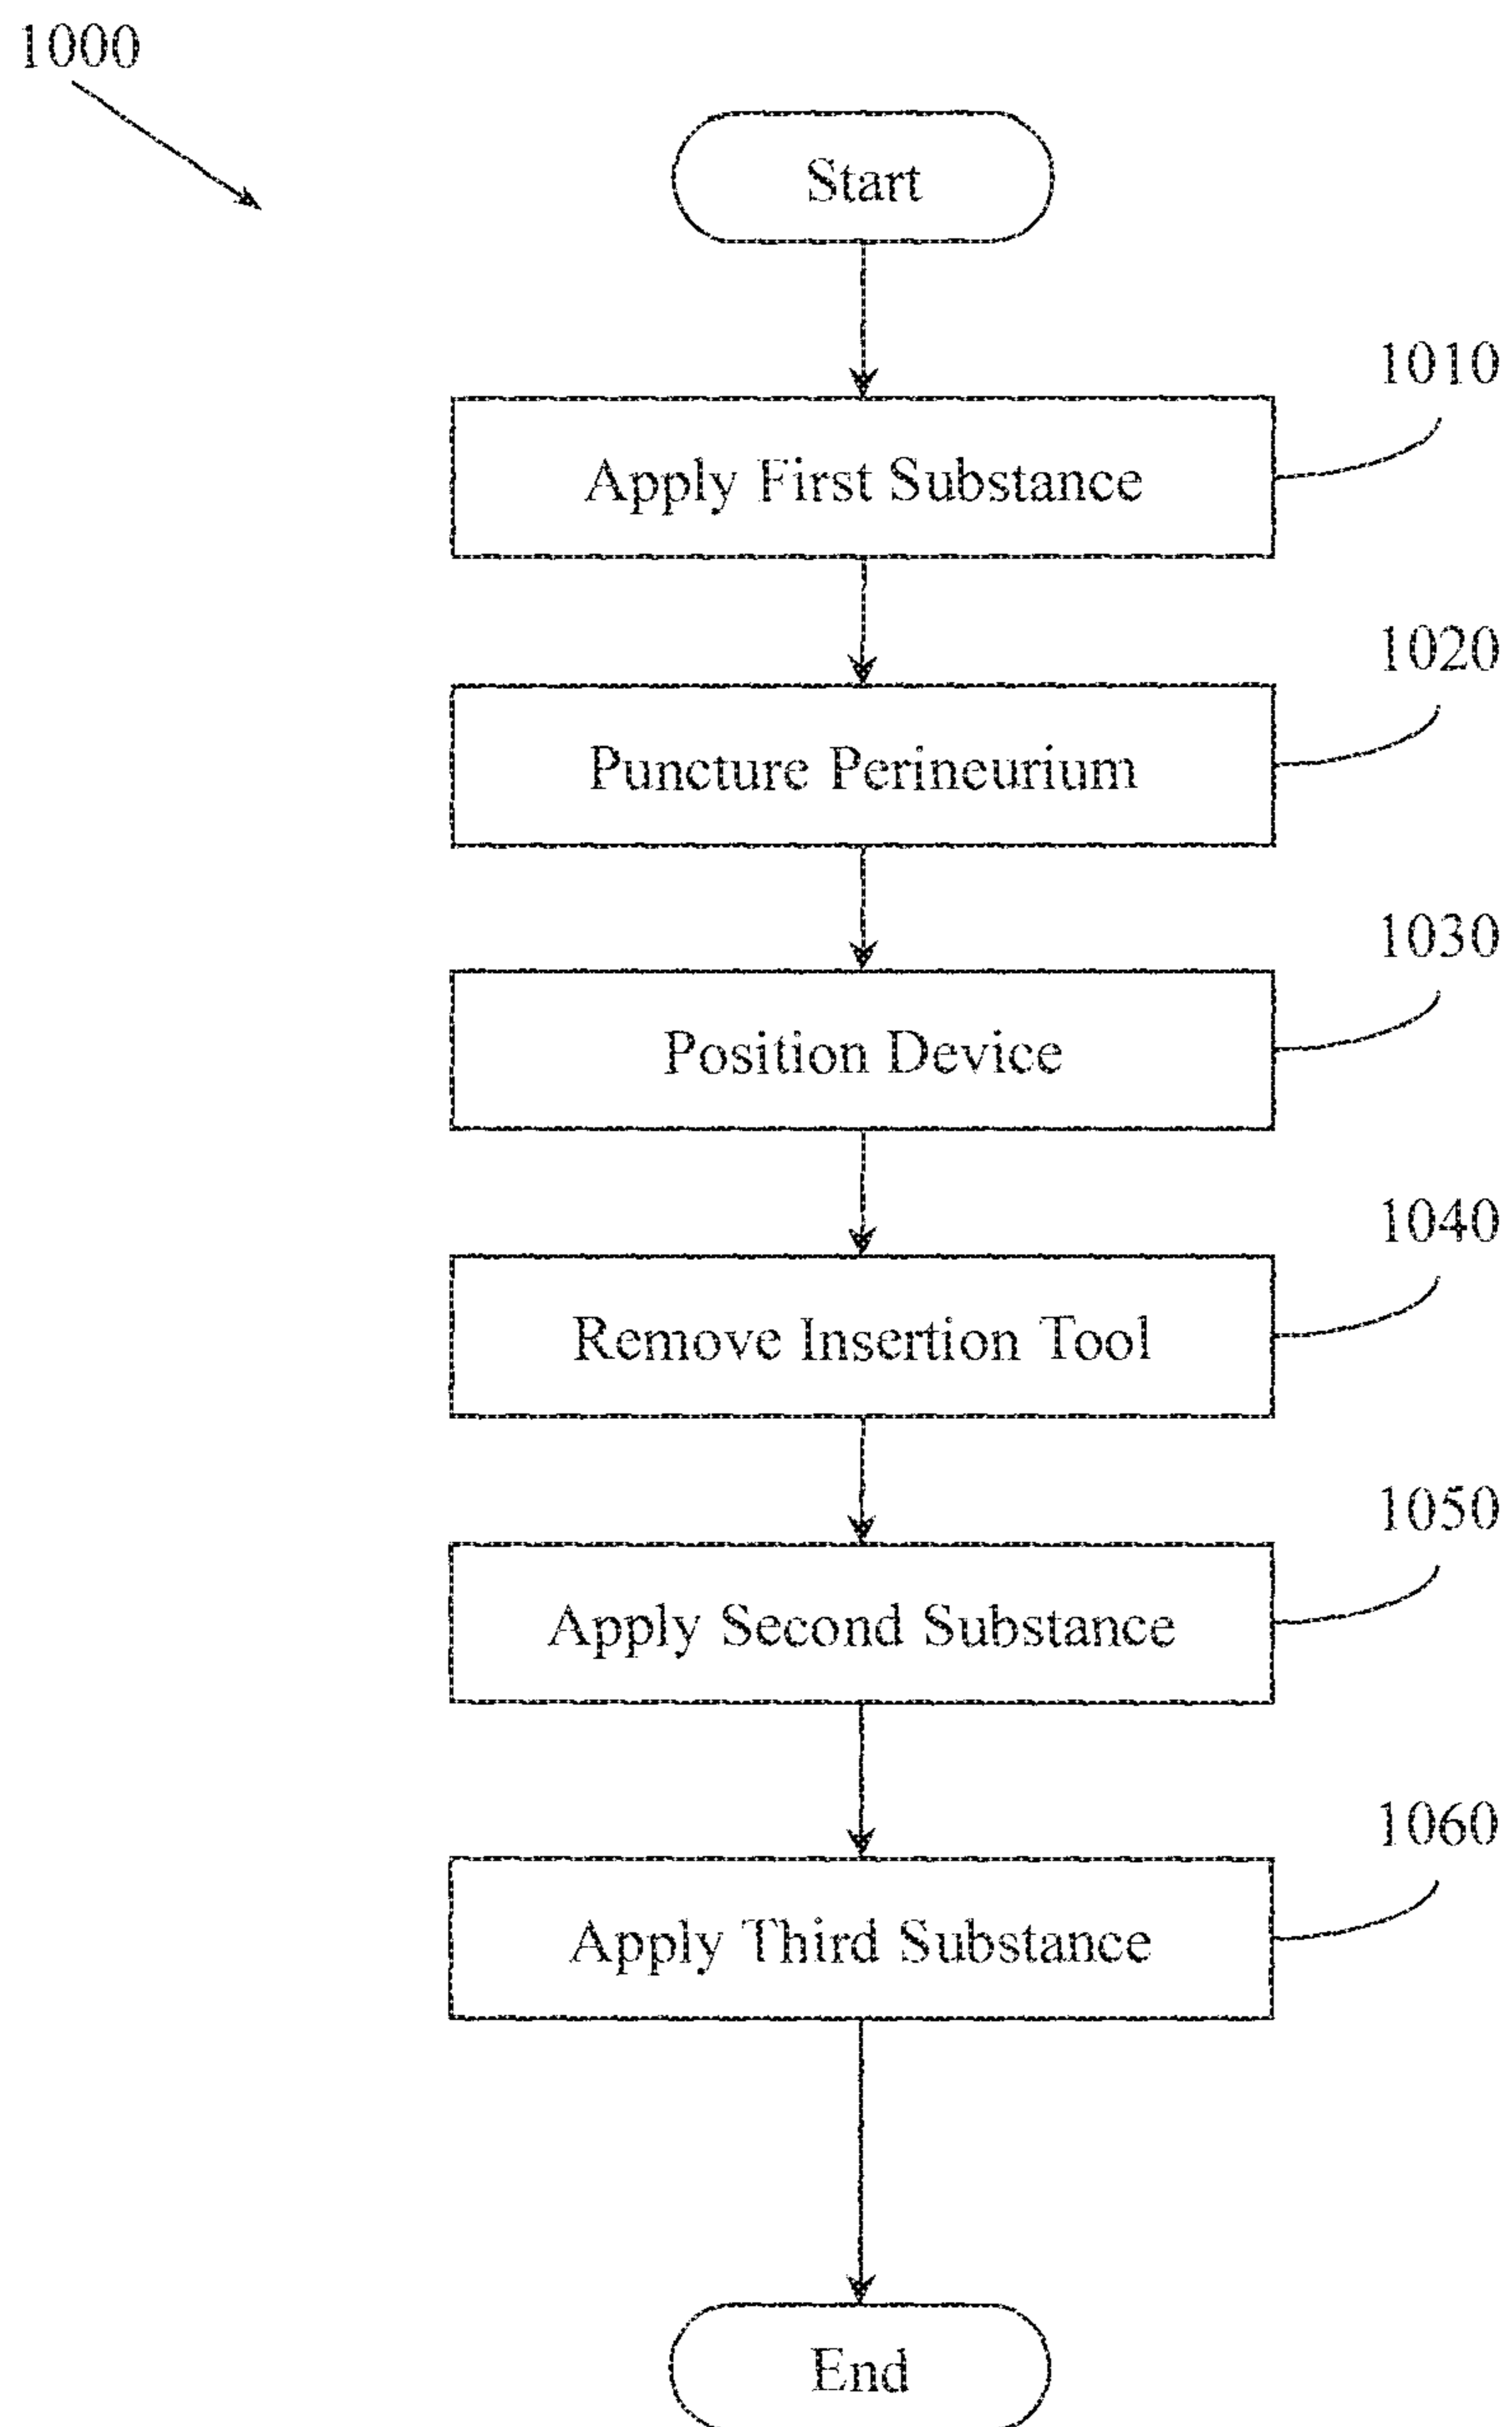 1000
Start
1010
Apply First Substance
1020
Puncture Perineurium
1030
Position Device
1040
Remove Insertion Tool
1050
Apply Second Substance
1060
Apply Third Substance
End